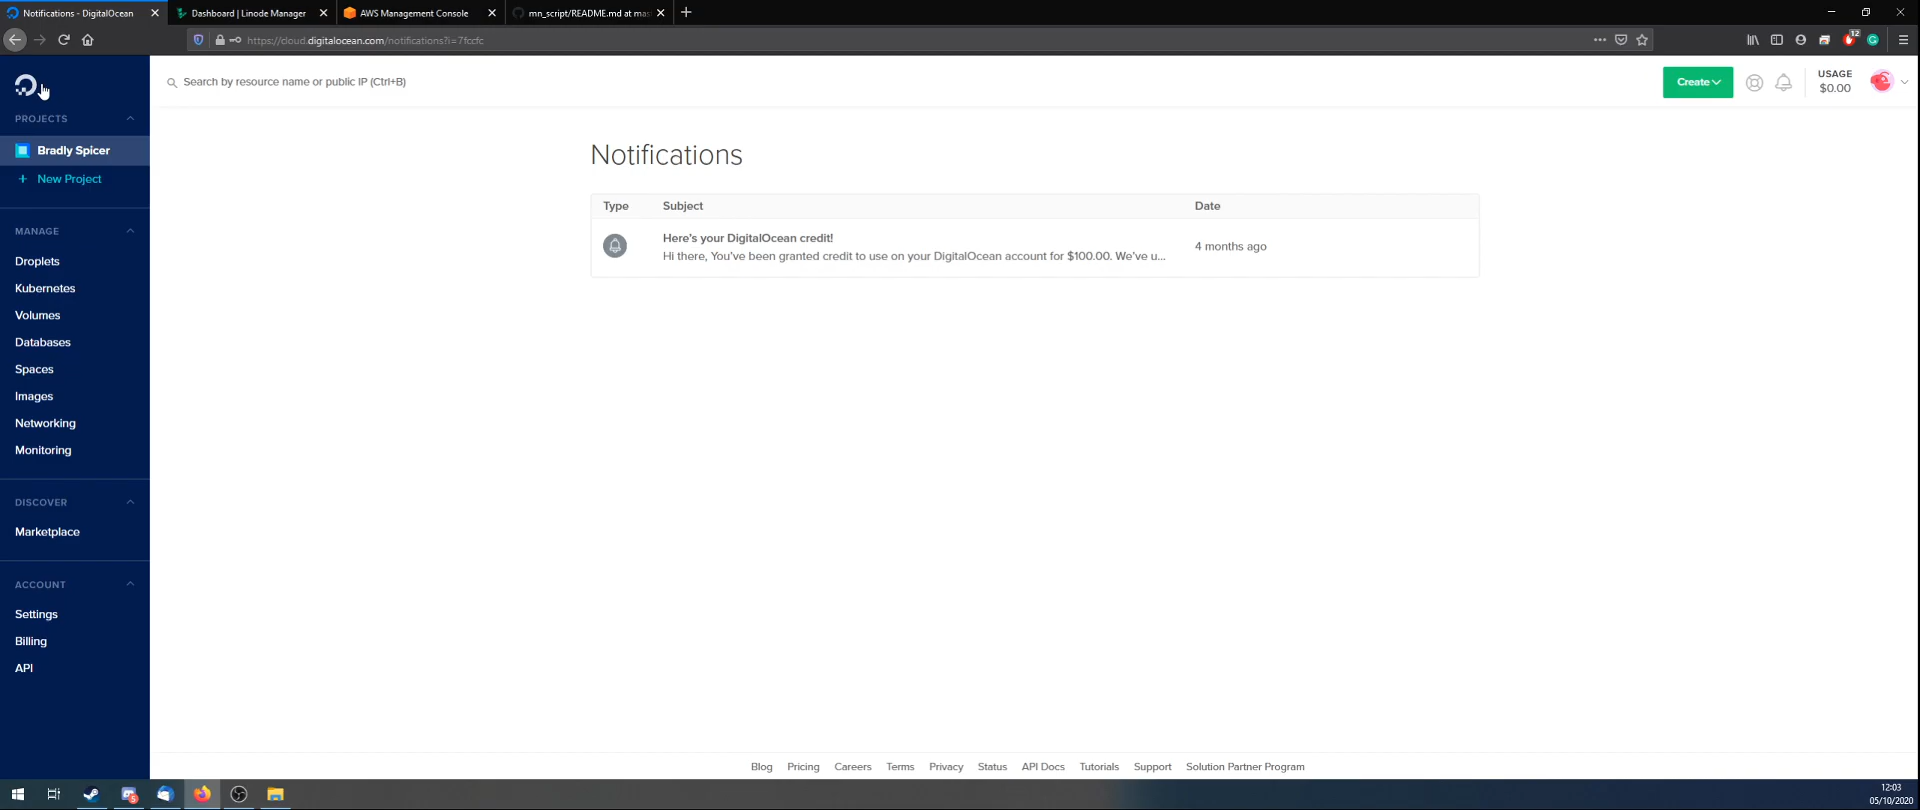 Notifications - DigitalOcean
Dashboard | Linode Manager
AWS Management Console
mn_script/README.md at mas
https://cloud.digitalocean.com/notifications?i=7fccfc
12
Search by resource name or public IP (Ctrl+B)
Create
USAGE
$0.00
PROJECTS
Bradly Spicer
+ New Project
MANAGE
Droplets
Kubernetes
Volumes
Databases
Spaces
Images
Networking
Monitoring
DISCOVER
Marketplace
ACCOUNT
Settings
Billing
API
Notifications
Type Subject Date
Here's your DigitalOcean credit!
Hi there, You've been granted credit to use on your DigitalOcean account for $100.00. We've u...
4 months ago
Blog Pricing Careers Terms Privacy Status API Docs Tutorials Support Solution Partner Program
12:03
05/10/2020